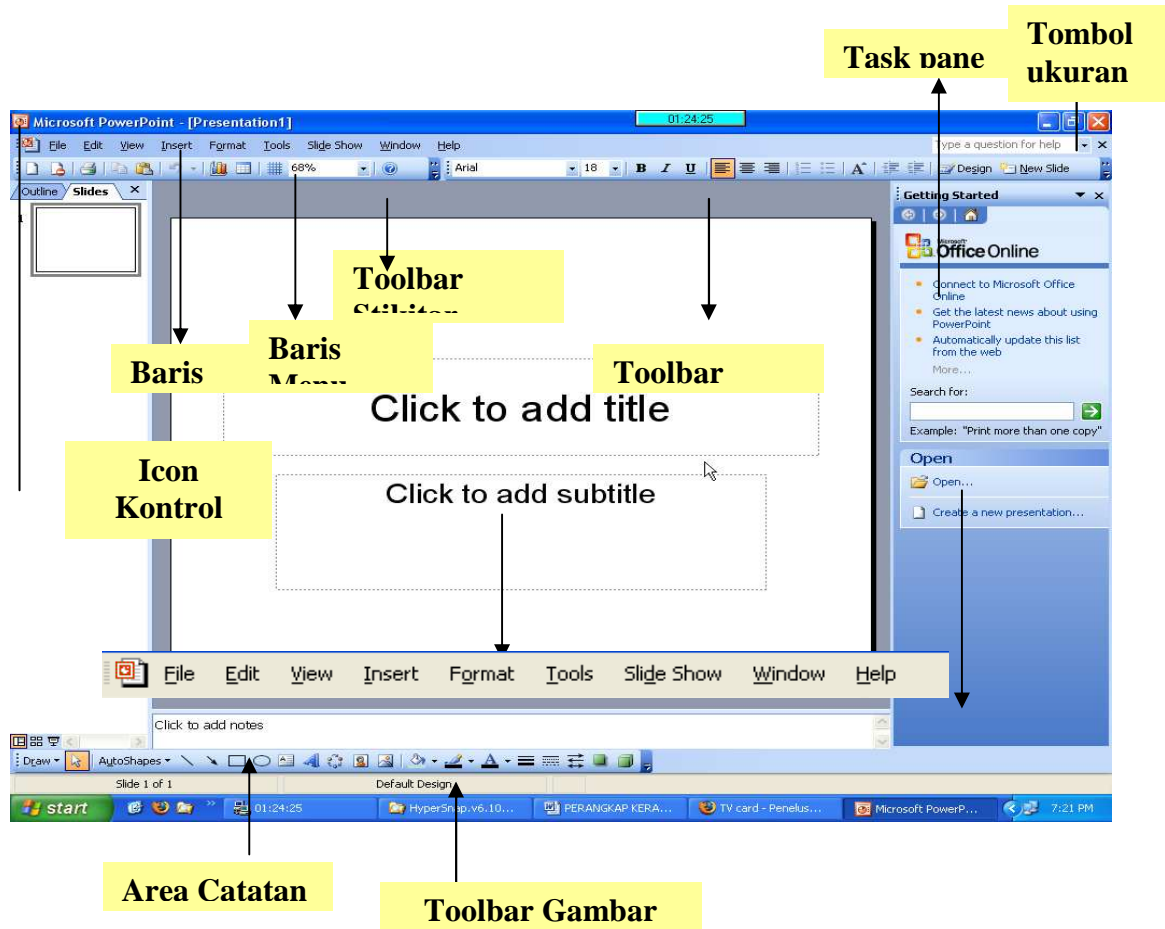 Tombol
ukuran
Task pane
Microsoft PowerPoint - [Presentation1]
01:24:25
File Edit View Insert Format Tools Slide Show Window Help
Type a question for help
68%
Arial
18
B I U
Design
New Slide
Outline
Slides
Getting Started
1
Microsoft
Office Online
Connect to Microsoft Office
Online
Get the latest news about using
PowerPoint
Automatically update this list
from the web
More...
Search for:
Example: "Print more than one copy"
Open
Open...
Create a new presentation...
Toolbar
Baris
Menu
Baris
Toolbar
Click to add title
Icon
Kontrol
Click to add subtitle
File Edit View Insert Format Tools Slide Show Window Help
Click to add notes
Draw
AutoShapes
Slide 1 of 1
Default Design
start
01:24:25
HyperSnap.v6.10...
PERANGKAP KERA...
TV card - Penelus...
Microsoft PowerP...
7:21 PM
Area Catatan
Toolbar Gambar